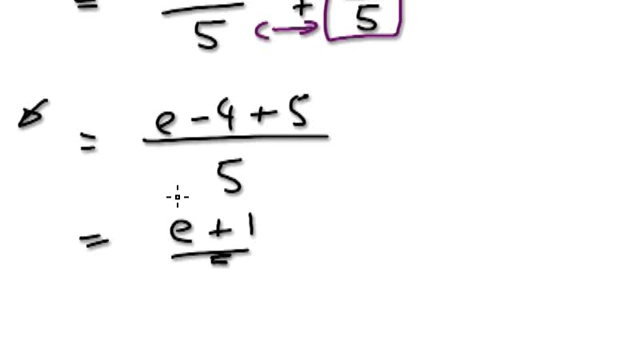 = 5 + 5
= e - 4 + 5
5
= e + 1